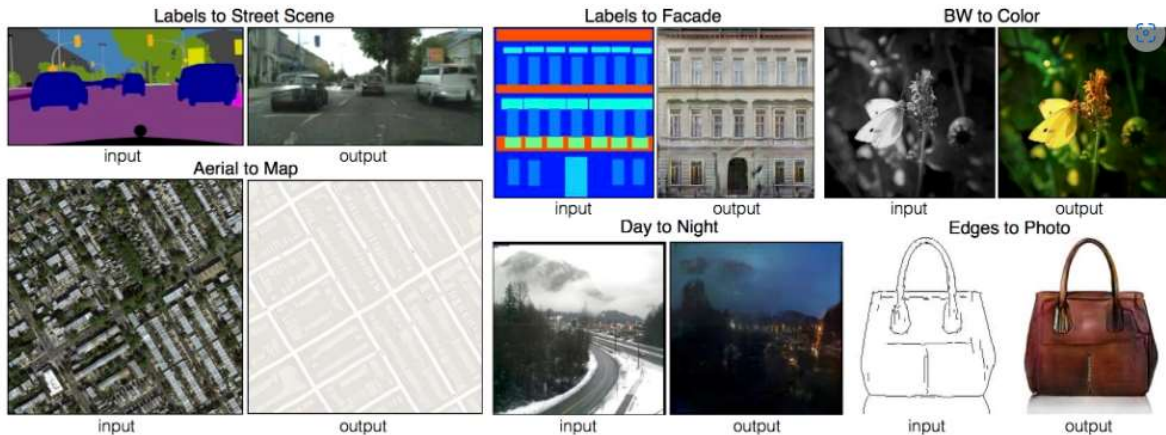 Labels to Street Scene
input
output
Aerial to Map
input
output
Labels to Facade
input
output
BW to Color
input
output
Day to Night
input
output
Edges to Photo
input
output